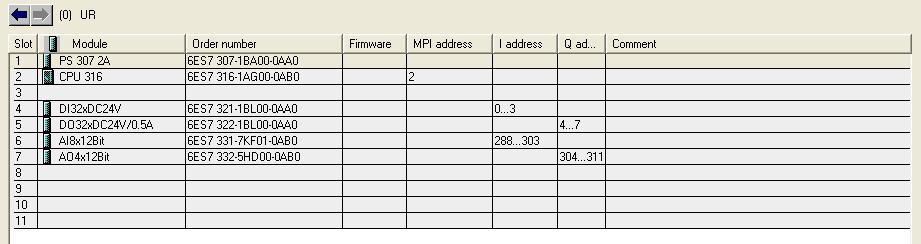 (0) UR
Slot Module Order number Firmware MPI address I address Q ad... Comment
1 PS 307 2A 6ES7 307-1BA00-0AA0
2 CPU 316 6ES7 316-1AG00-0AB0 2
3
4 DI32xDC24V 6ES7 321-1BL00-0AA0 0...3
5 DO32xDC24V/0.5A 6ES7 322-1BL00-0AA0 4...7
6 AI8x12Bit 6ES7 331-7KF01-0AB0 288...303
7 AO4x12Bit 6ES7 332-5HD00-0AB0 304...311
8
9
10
11